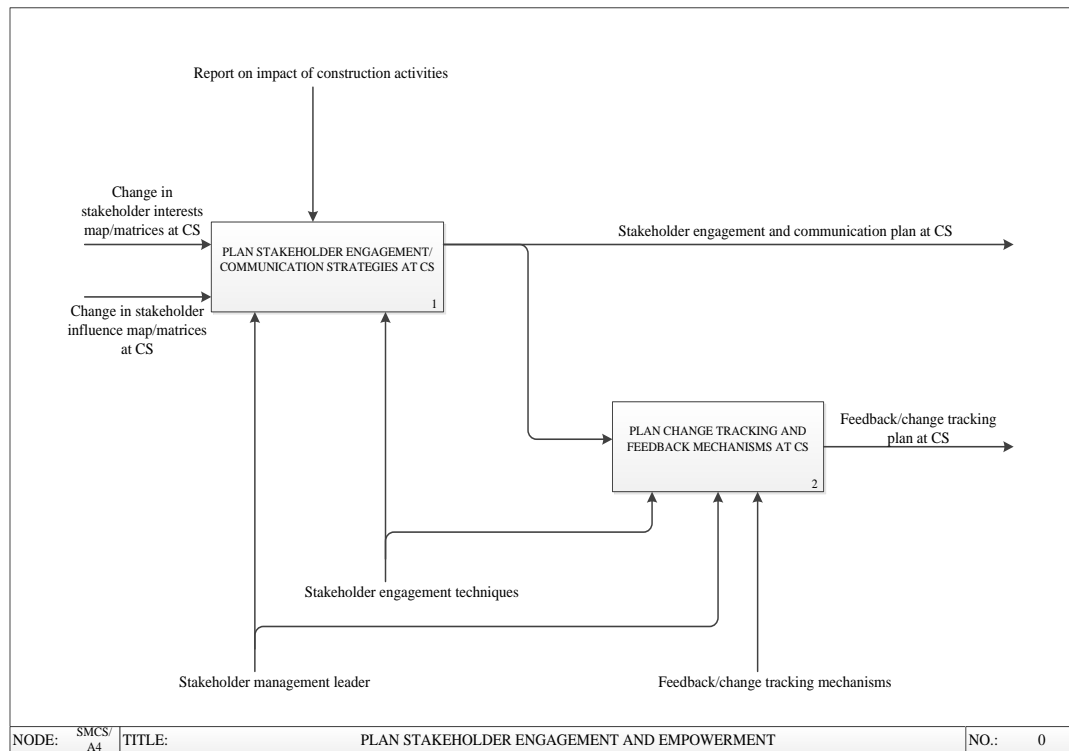 Report on impact of construction activities
Change in
stakeholder interests
map/matrices at CS
PLAN STAKEHOLDER ENGAGEMENT/
COMMUNICATION STRATEGIES AT CS
1
Stakeholder engagement and communication plan at CS
Change in stakeholder
influence map/matrices
at CS
PLAN CHANGE TRACKING AND
FEEDBACK MECHANISMS AT CS
2
Feedback/change tracking
plan at CS
Stakeholder engagement techniques
Stakeholder management leader
Feedback/change tracking mechanisms
NODE: SMCS/
A4
TITLE: PLAN STAKEHOLDER ENGAGEMENT AND EMPOWERMENT
NO.: 0